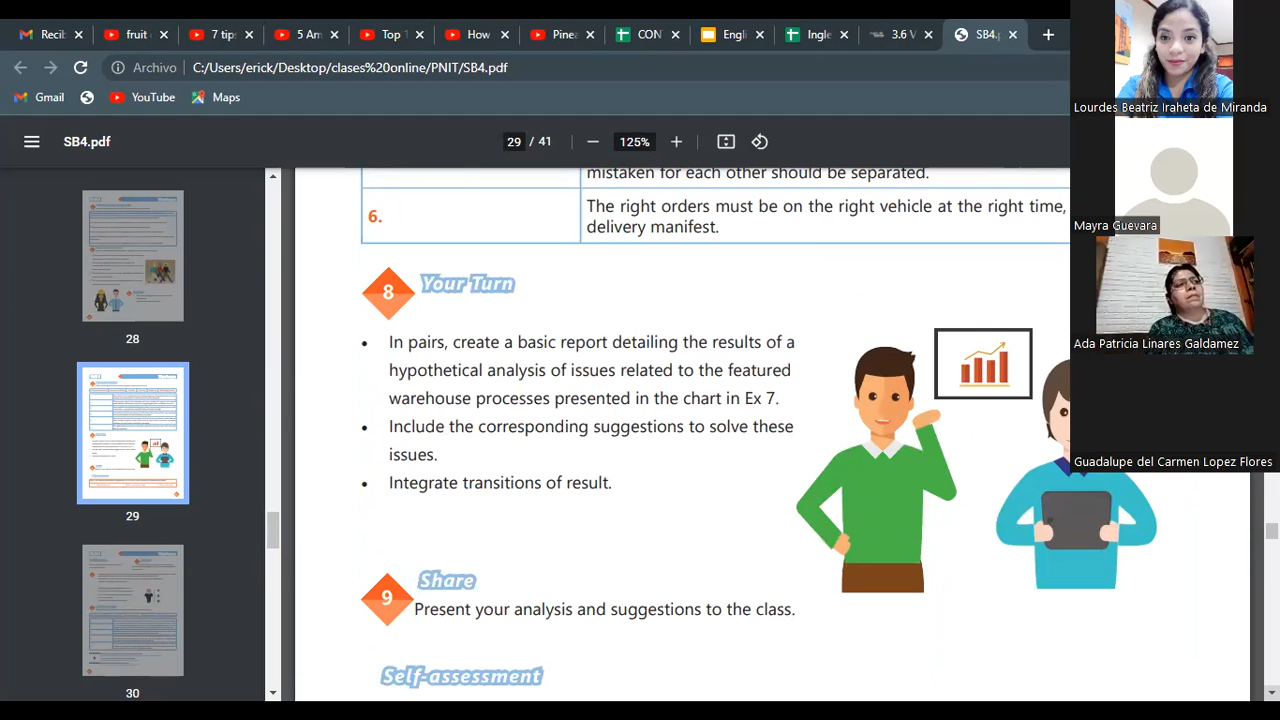 Recib
fruit
7 tips
5 Am
Top 1
How
Pinea
CON
Engli
Ingle
3.6 V
SB4.p
Archivo
C:/Users/erick/Desktop/clases%20online/PNIT/SB4.pdf
Gmail
YouTube
Maps
SB4.pdf
29 / 41
125%
mistaken for each other should be separated.
6.
The right orders must be on the right vehicle at the right time,
delivery manifest.
28
29
30
8
Your Turn
• In pairs, create a basic report detailing the results of a
hypothetical analysis of issues related to the featured
warehouse processes presented in the chart in Ex 7.
• Include the corresponding suggestions to solve these
issues.
• Integrate transitions of result.
9
Share
Present your analysis and suggestions to the class.
Self-assessment
Lourdes Beatriz Iraheta de Miranda
Mayra Guevara
Ada Patricia Linares Galdamez
Guadalupe del Carmen Lopez Flores